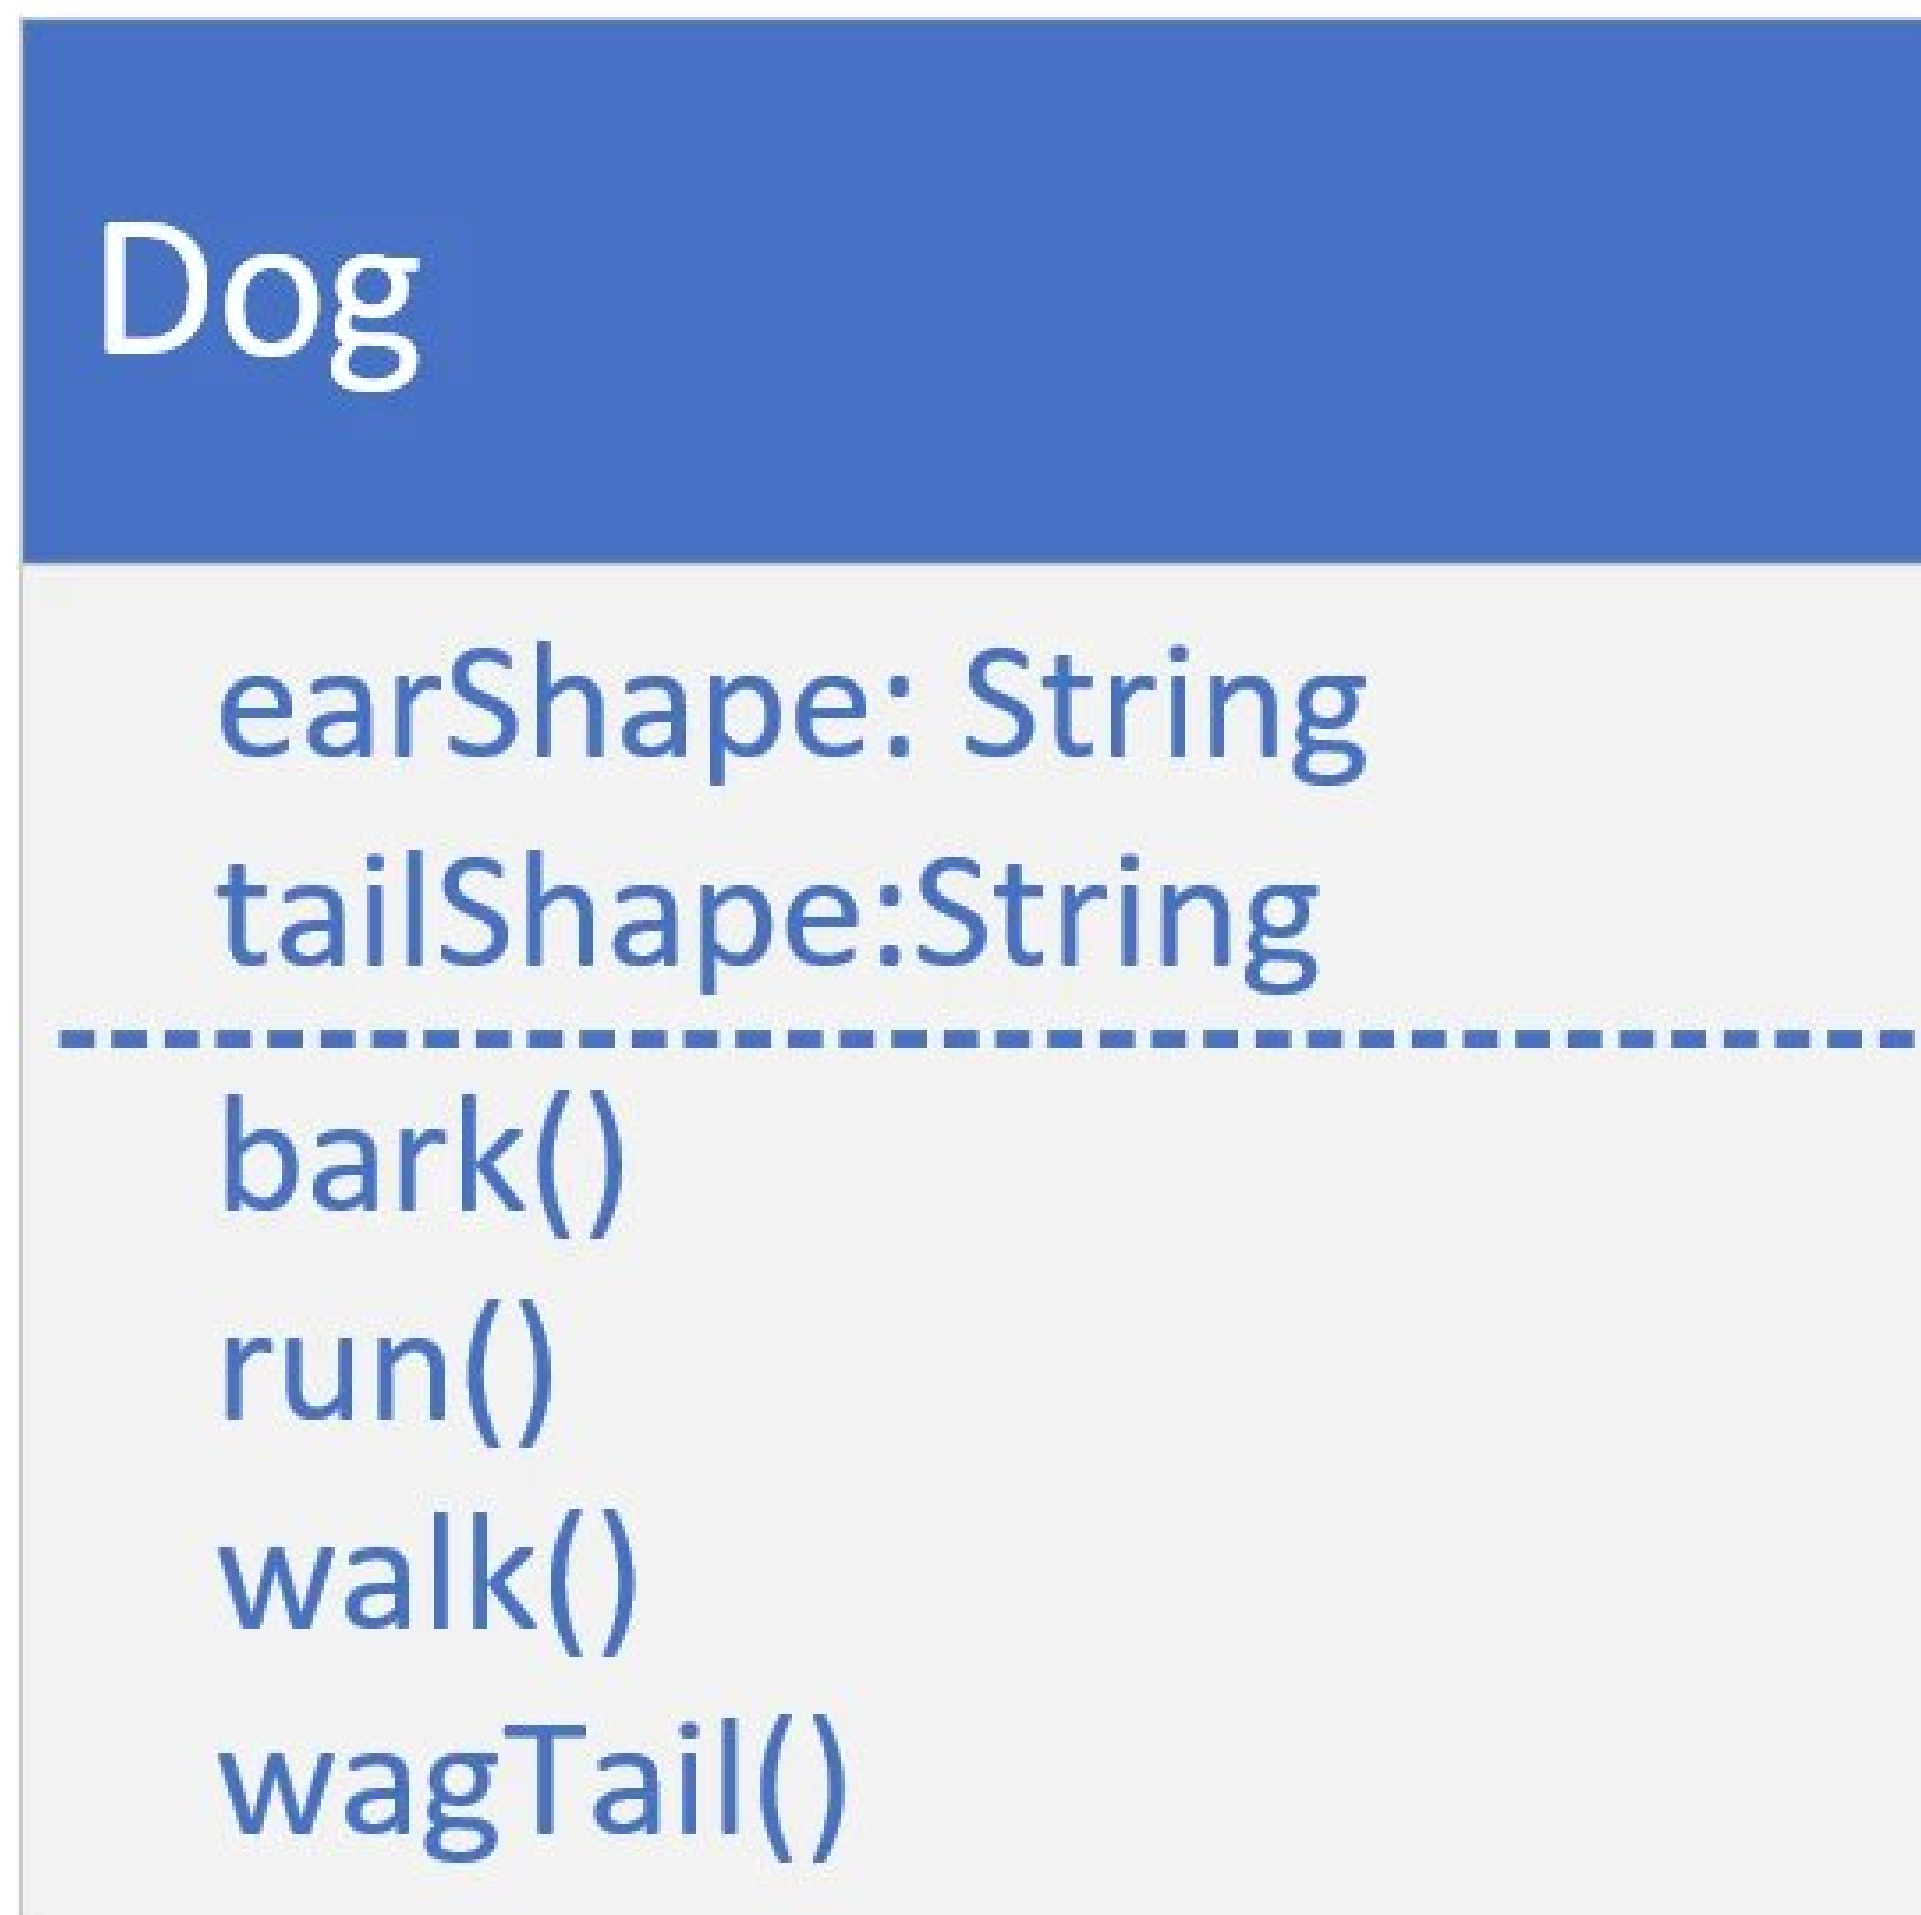 Dog
earShape: String
tailShape:String
bark()
run()
walk()
wagTail()